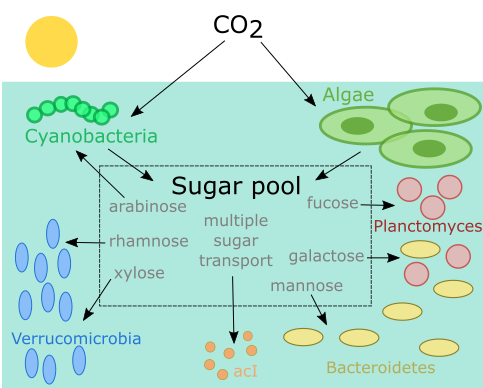 CO2
Algae
Cyanobacteria
Sugar pool
arabinose
fucose
multiple
sugar
transport
Planctomyces
rhamnose
galactose
xylose
mannose
Verrucomicrobia
acI
Bacteroidetes